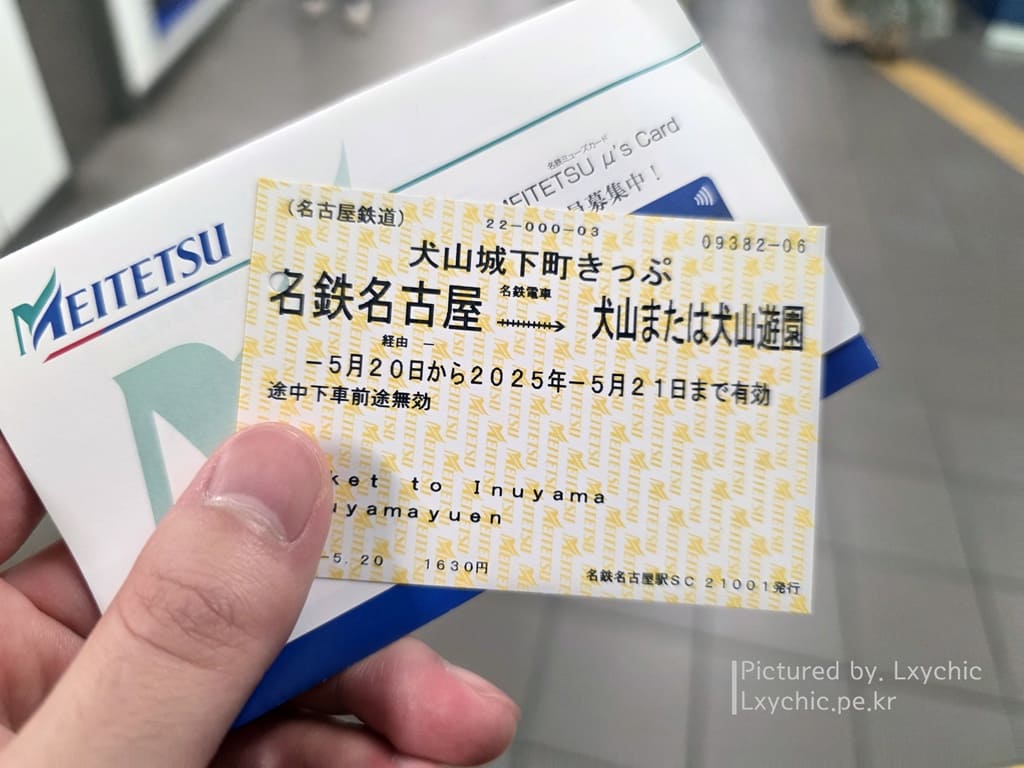 名鉄ミューズカード
MEITETSU μ's Card
員募集中！
MEITETSU
（名古屋鉄道）
22-000-03
09382-06
犬山城下町きっぷ
名鉄名古屋
名鉄電車
犬山または犬山遊園
経由 −
−5月20日から2025年−5月21日まで有効
途中下車前途無効
ket to Inuyama
uyamayuen
-5.20 1630円
名鉄名古屋駅SC 21001発行
Pictured by. Lxychic
Lxychic.pe.kr